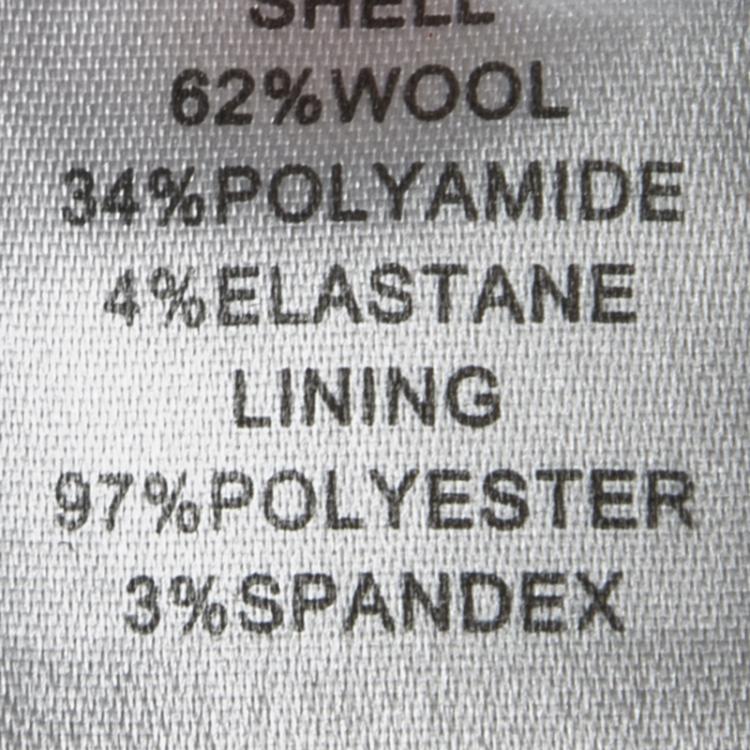 SHELL
62%WOOL
34%POLYAMIDE
4%ELASTANE
LINING
97%POLYESTER
3%SPANDEX